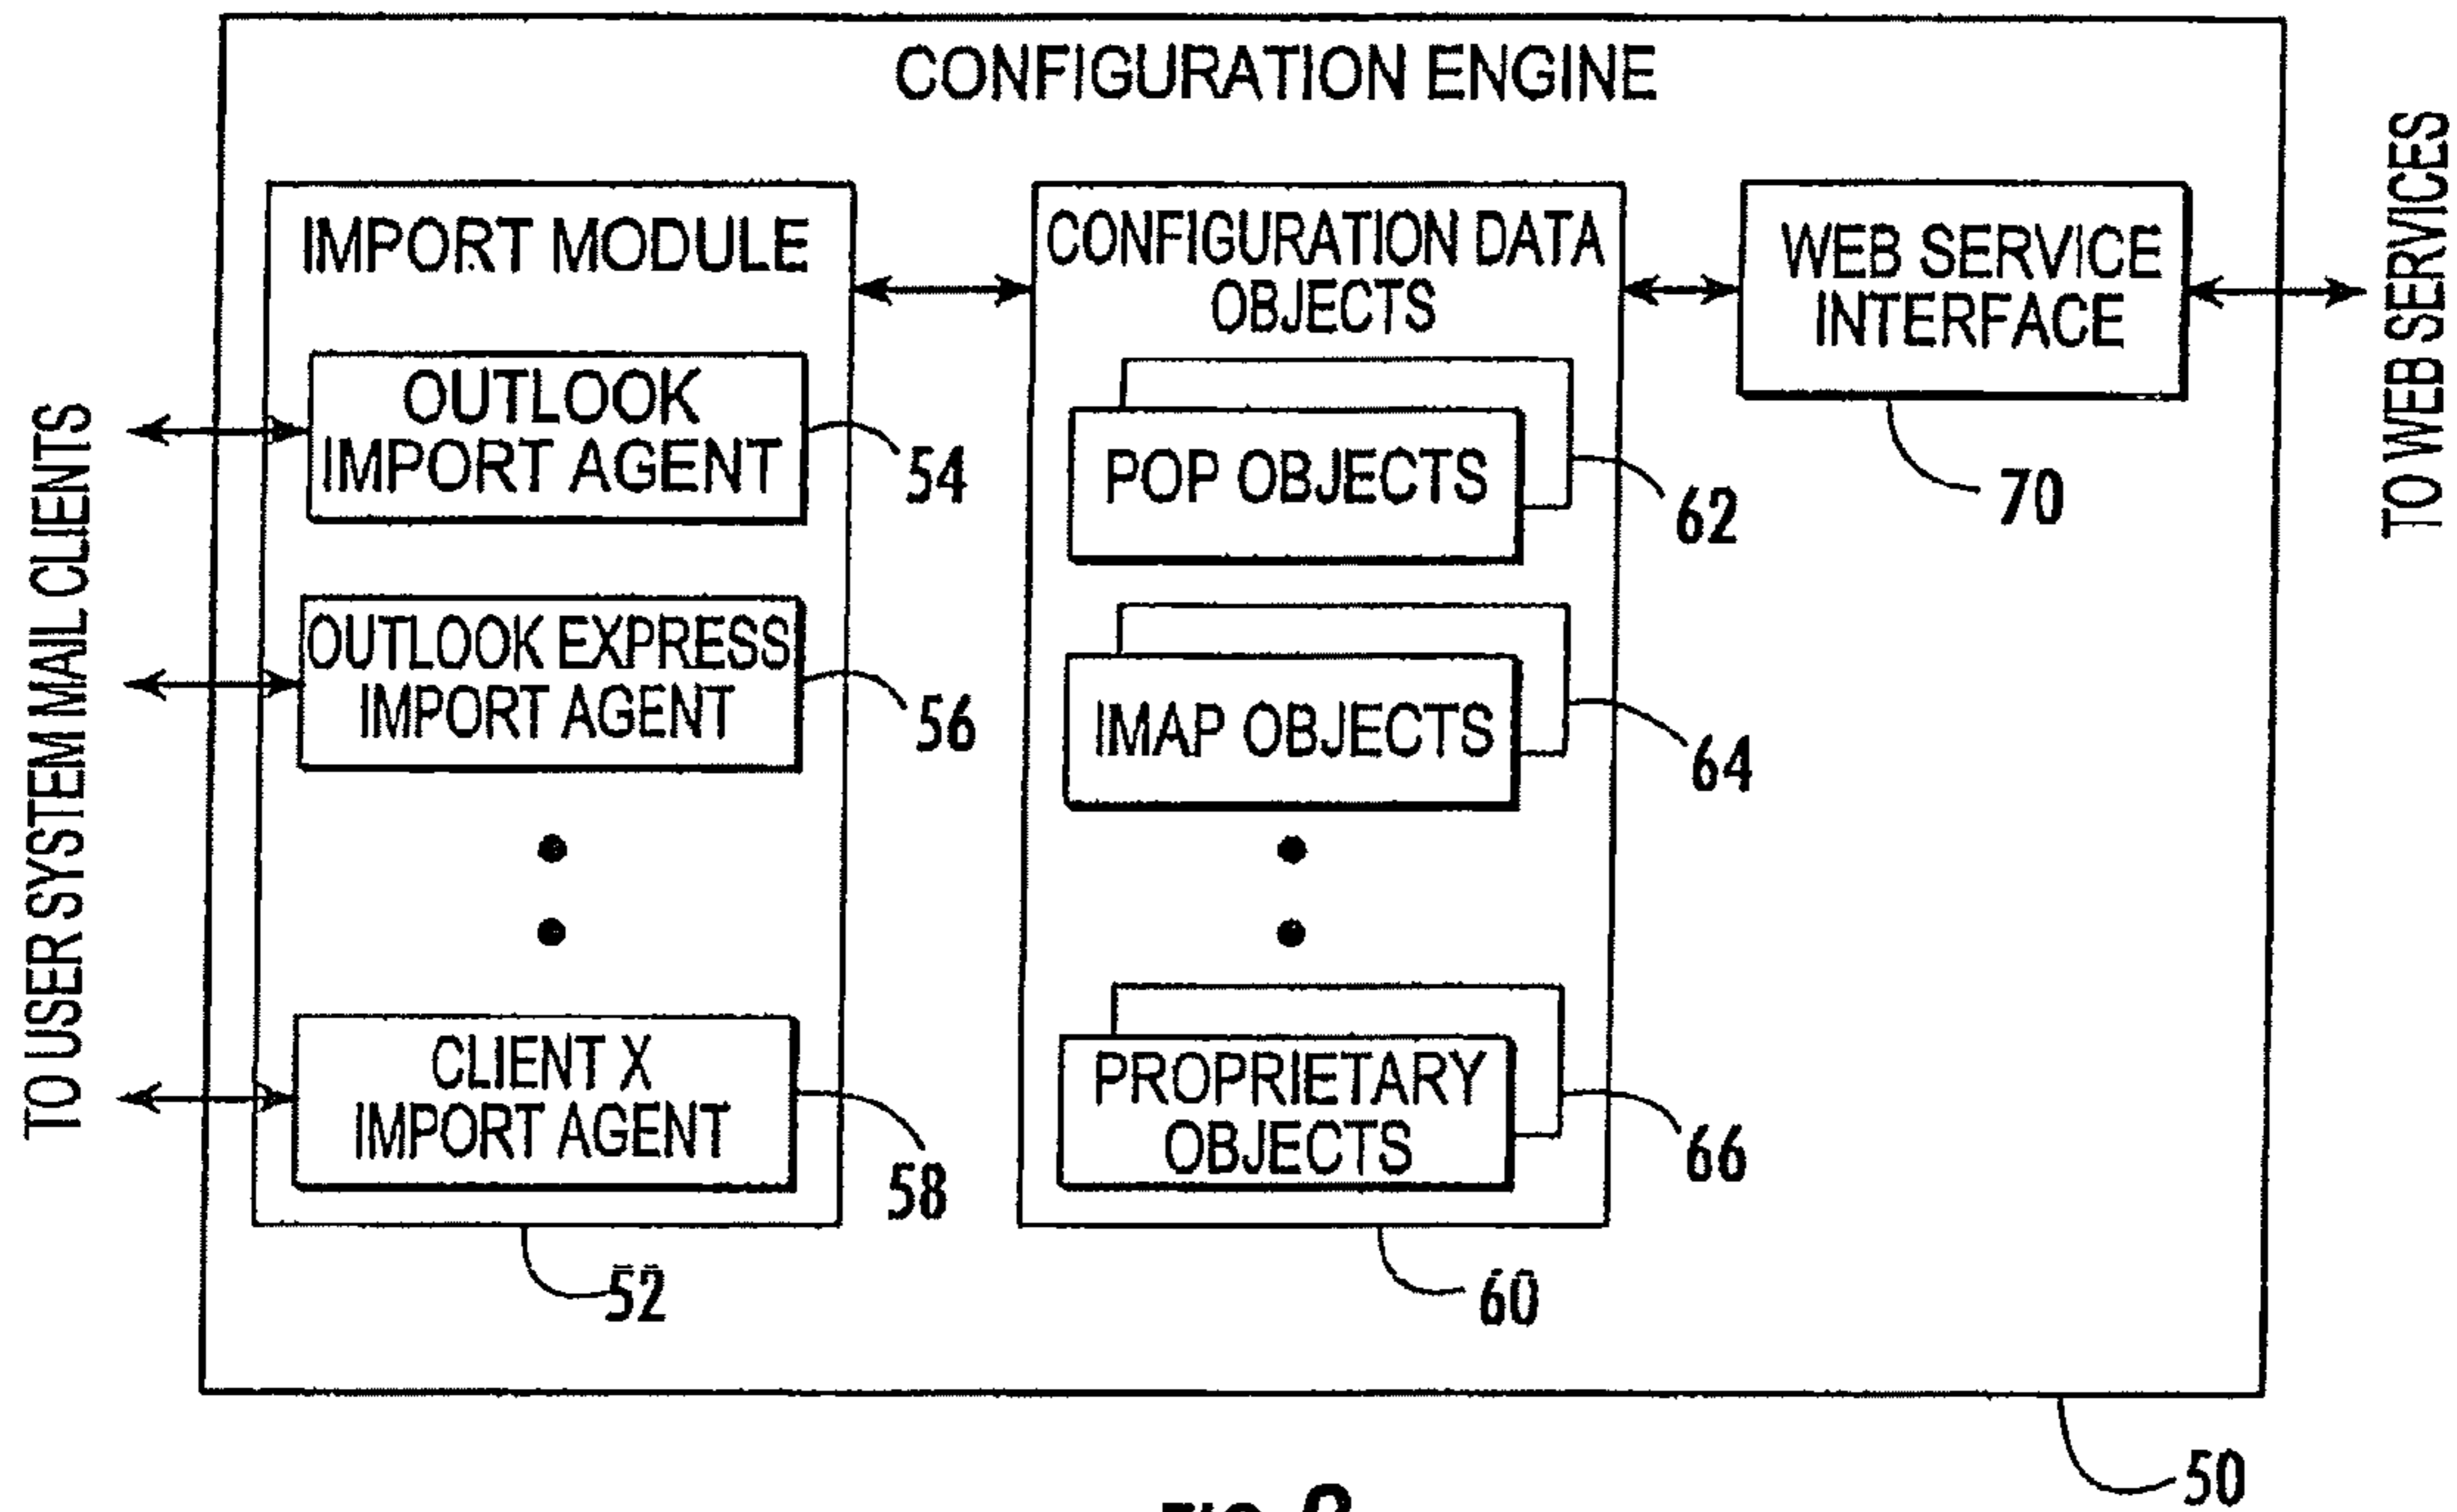 CONFIGURATION ENGINE
TO USER SYSTEM MAIL CLIENTS
IMPORT MODULE
OUTLOOK
IMPORT AGENT
54
OUTLOOK EXPRESS
IMPORT AGENT
56
CLIENT X
IMPORT AGENT
58
52
CONFIGURATION DATA
OBJECTS
POP OBJECTS
62
IMAP OBJECTS
64
PROPRIETARY
OBJECTS
66
60
WEB SERVICE
INTERFACE
70
TO WEB SERVICES
50